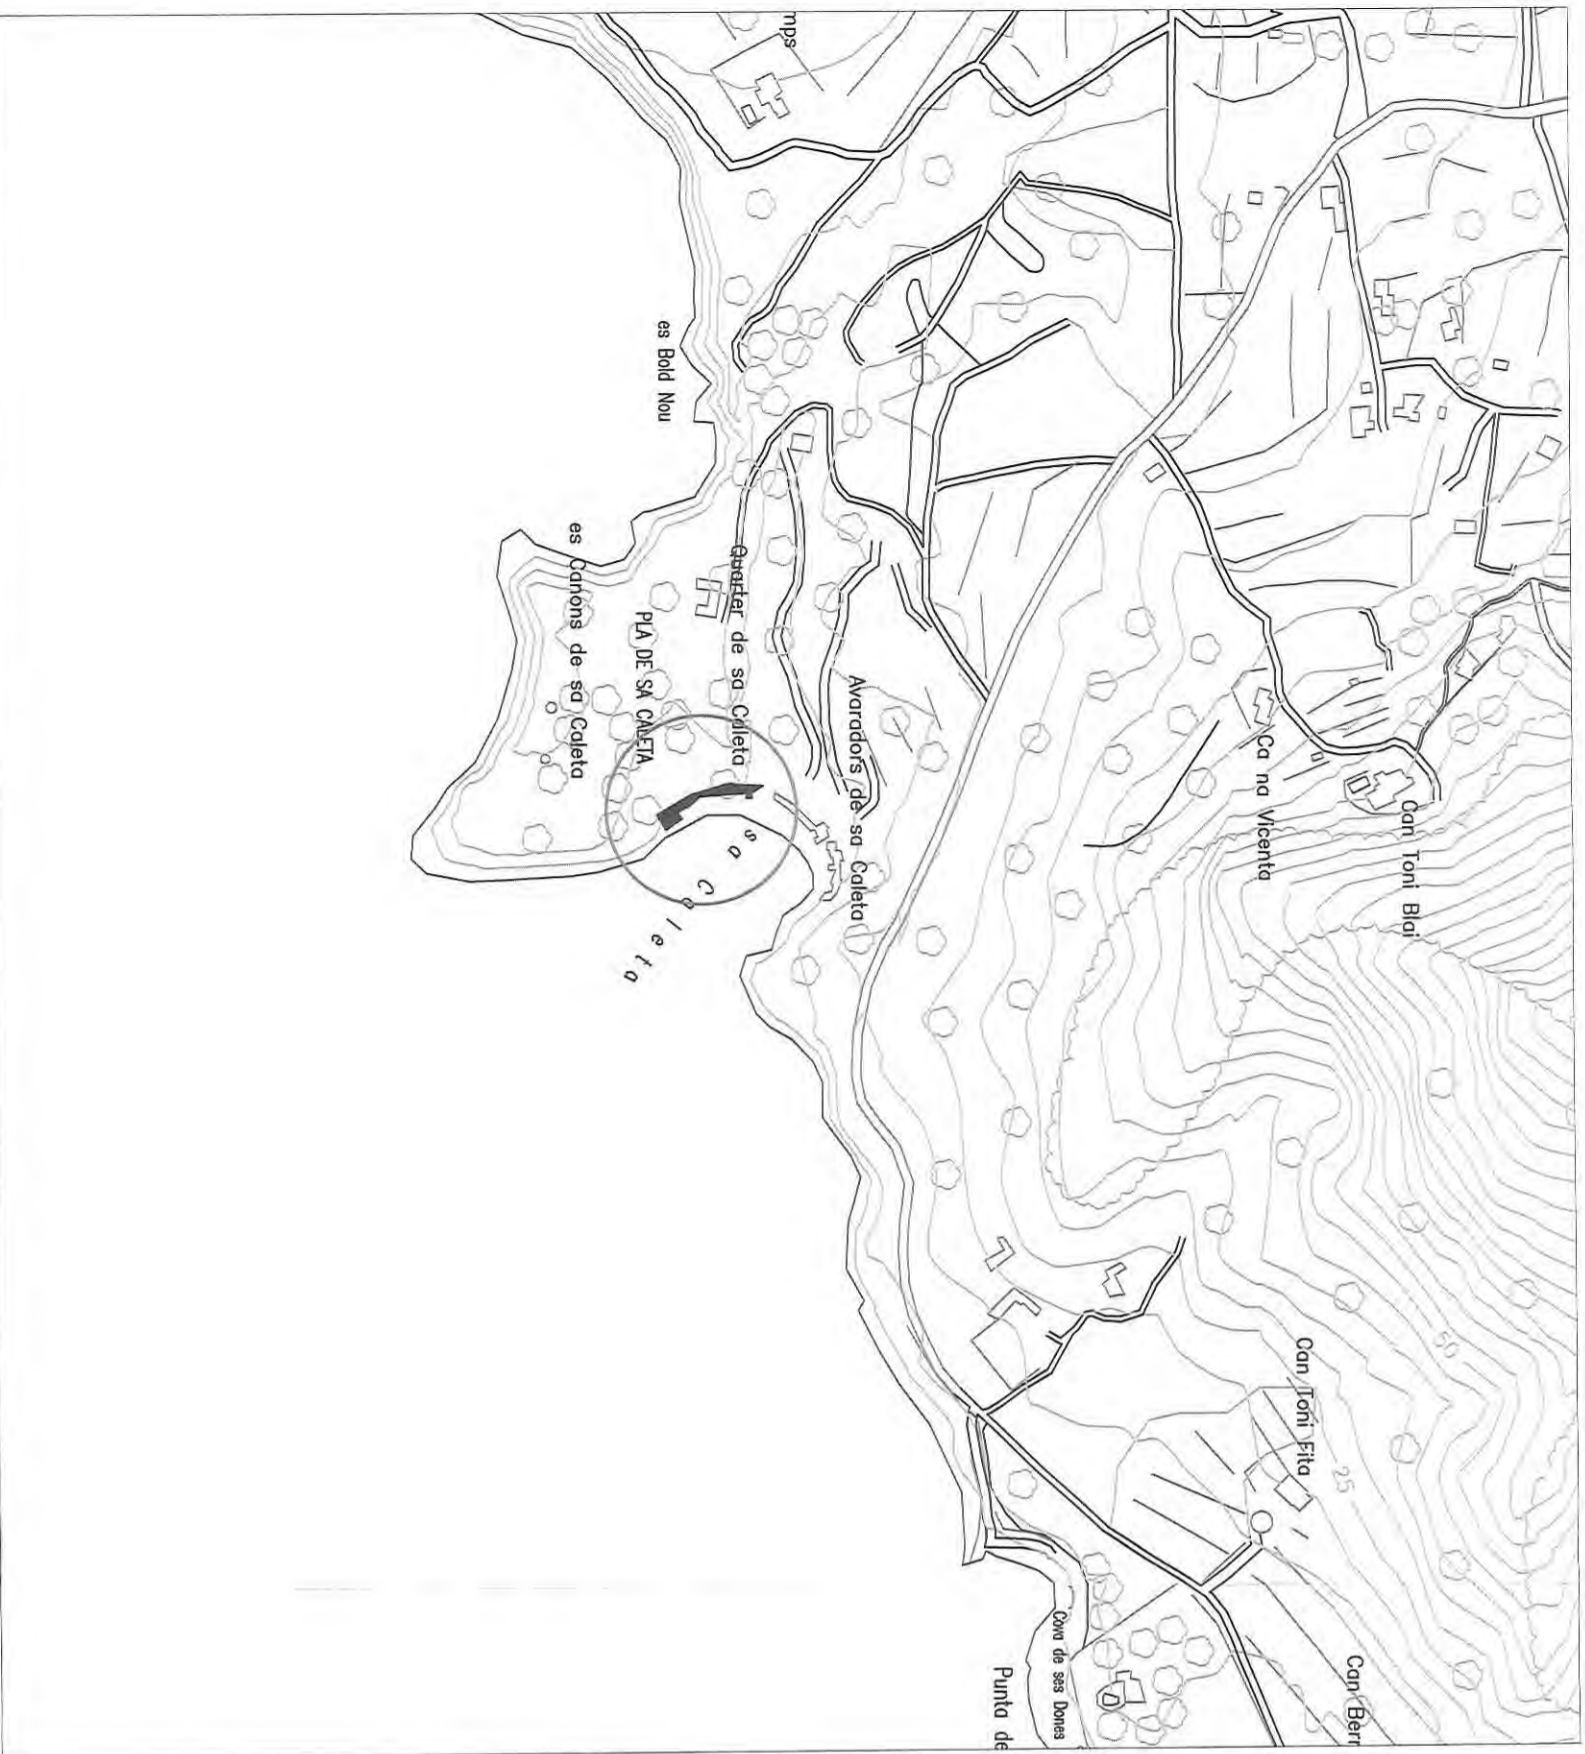 mps
es Bold Nou
es Canons de sa Caleta
PLA DE SA CALETA
Quarter de sa Caleta
Avaradors de sa Caleta
sa Caleta
Ca na Vicenta
Can Toni Blai
50
25
Can Toni Fita
Can Berr
Cova de ses Dones
Punta de